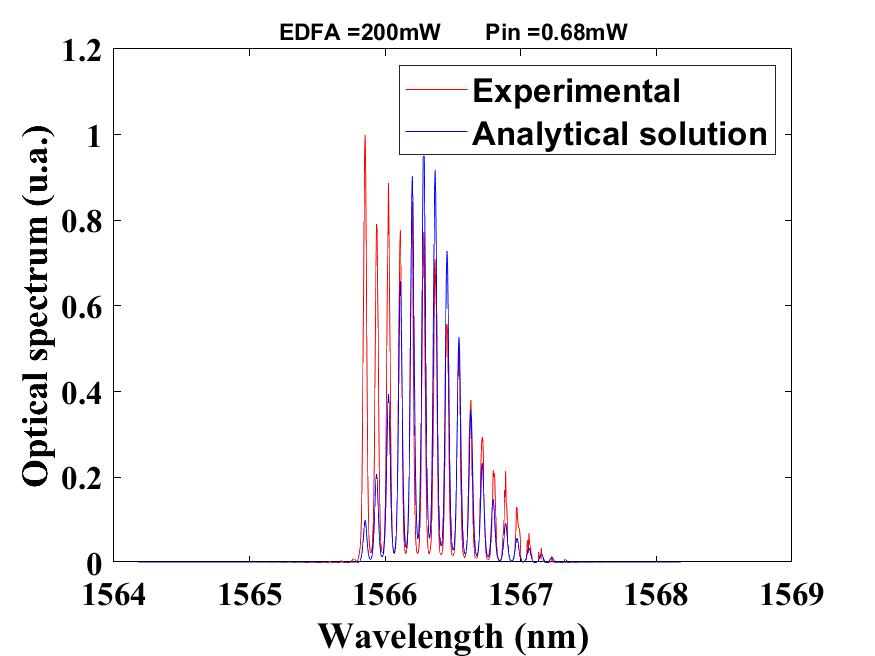 EDFA =200mW Pin =0.68mW
1.2
Experimental
Analytical solution
1
0.8
0.6
0.4
0.2
0
Optical spectrum (u.a.)
1564 1565 1566 1567 1568 1569
Wavelength (nm)